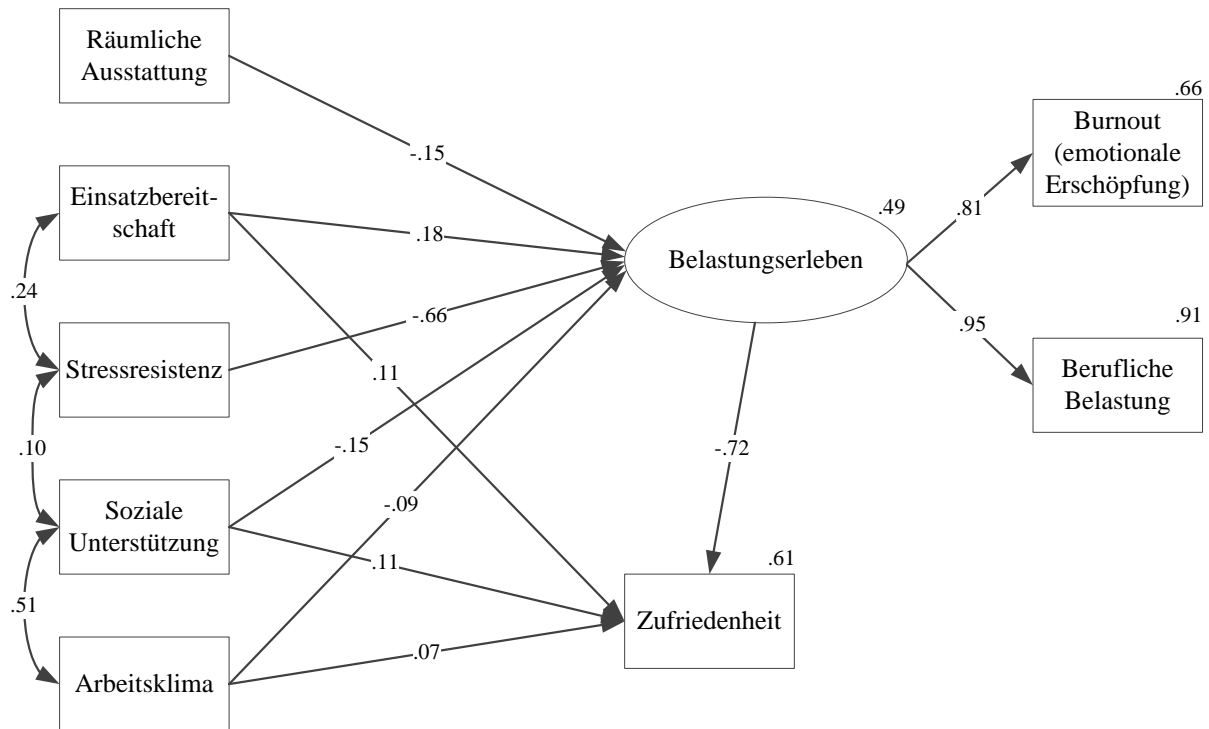 Räumliche
Ausstattung
-.15
.66
Burnout
(emotionale
Erschöpfung)
Einsatzbereit-
schaft
.18
.49
.81
Belastungserleben
.24
Stressresistenz
-.66
.11
.95
.91
Berufliche
Belastung
.10
-.15
-.72
Soziale
Unterstützung
-.09
.11
.61
Zufriedenheit
.51
Arbeitsklima
.07